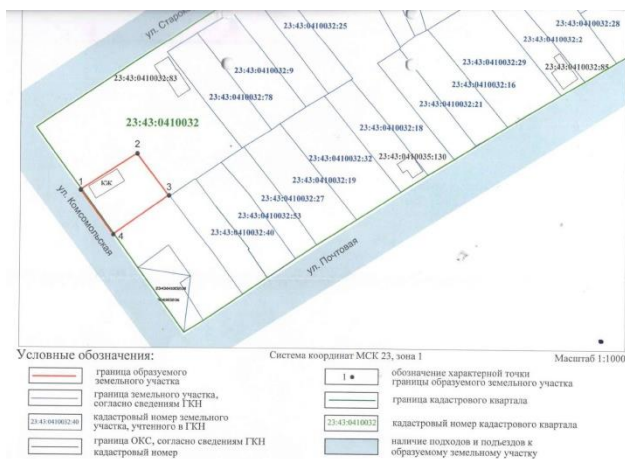 ул. Старо
23:43:0410032:25
23:43:0410032:28
23:43:0410032:2
23:43:0410032:83
23:43:0410032:9
23:43:0410032:29
23:43:0410032:85
23:43:0410032:78
23:43:0410032:16
23:43:0410032:21
23:43:0410032
23:43:0410032:18
2
23:43:0410032:32
23:43:0410035:130
1
КЖ
3
23:43:0410032:19
23:43:0410032:27
23:43:0410032:53
4
23:43:0410032:40
ул. Комсомольская
ул. Почтовая
Условные обозначения:
Система координат МСК 23, зона 1
Масштаб 1:1000
граница образуемого
земельного участка
1
обозначение характерной точки
границы образуемого земельного участка
граница земельного участка,
согласно сведениям ГКН
граница кадастрового квартала
23:43:0410032:40
кадастровый номер земельного
участка, учтенного в ГКН
23:43:0410032
кадастровый номер кадастрового квартала
граница ОКС, согласно сведениям ГКН
кадастровый номер
наличие подходов и подъездов к
образуемому земельному участку